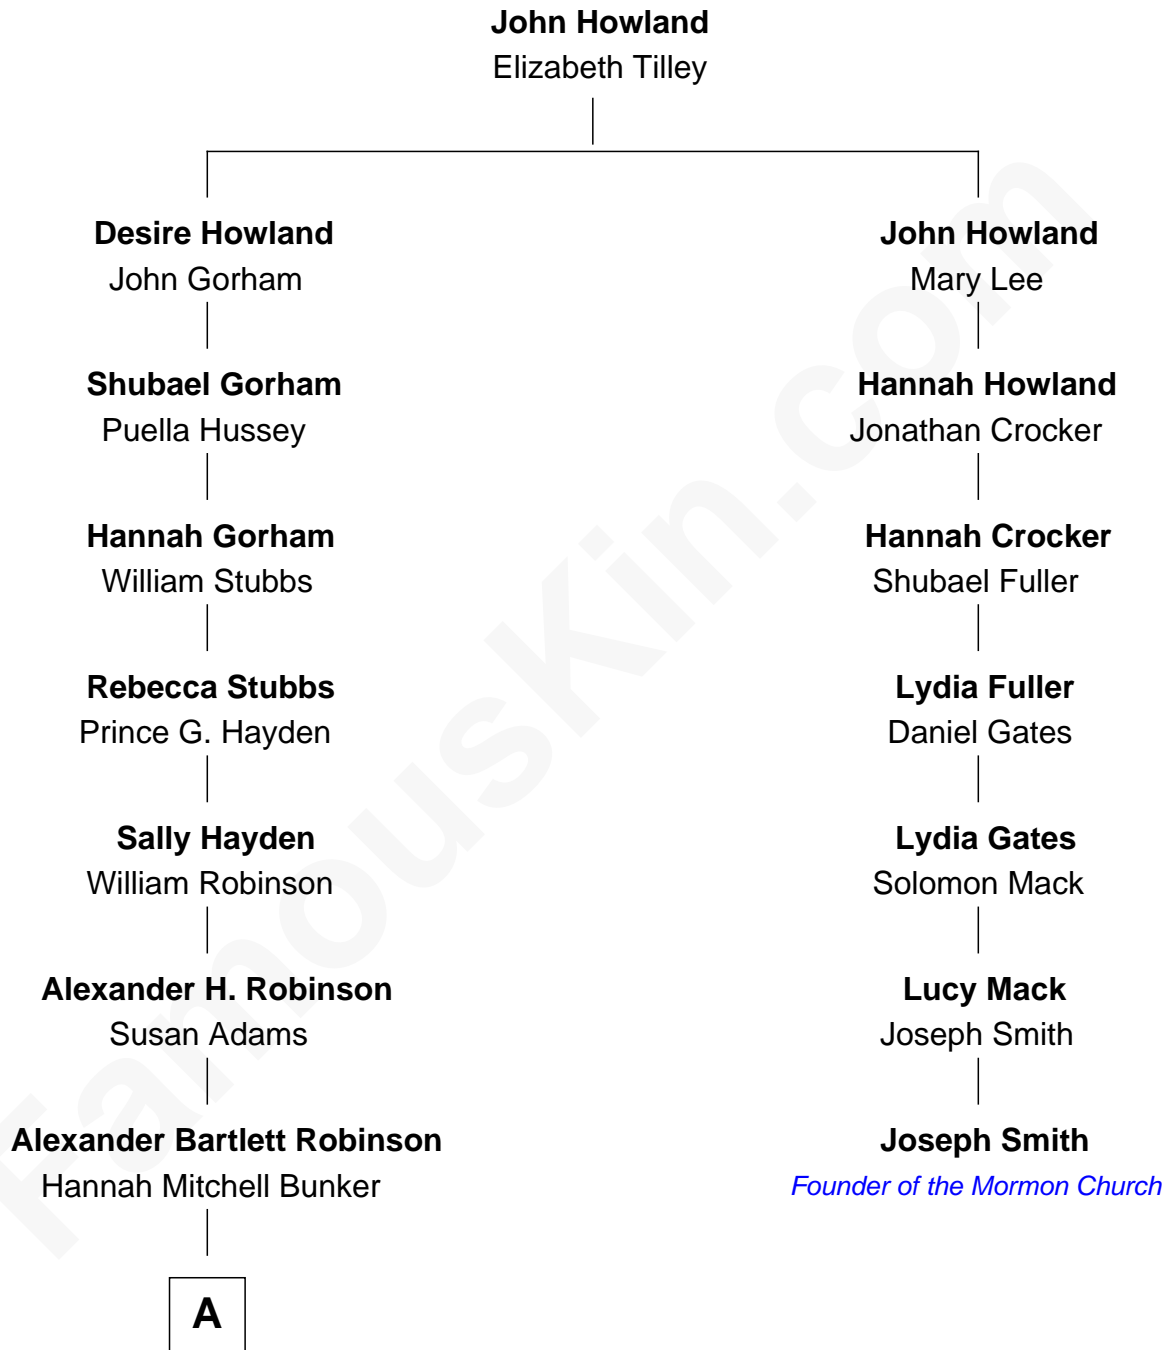 John Howland
Elizabeth Tilley
Desire Howland
John Gorham
John Howland
Mary Lee
Shubael Gorham
Puella Hussey
Hannah Howland
Jonathan Crocker
Hannah Gorham
William Stubbs
Hannah Crocker
Shubael Fuller
Rebecca Stubbs
Prince G. Hayden
Lydia Fuller
Daniel Gates
Sally Hayden
William Robinson
Lydia Gates
Solomon Mack
Alexander H. Robinson
Susan Adams
Lucy Mack
Joseph Smith
Alexander Bartlett Robinson
Hannah Mitchell Bunker
Joseph Smith
Founder of the Mormon Church
A
FamousKin.com